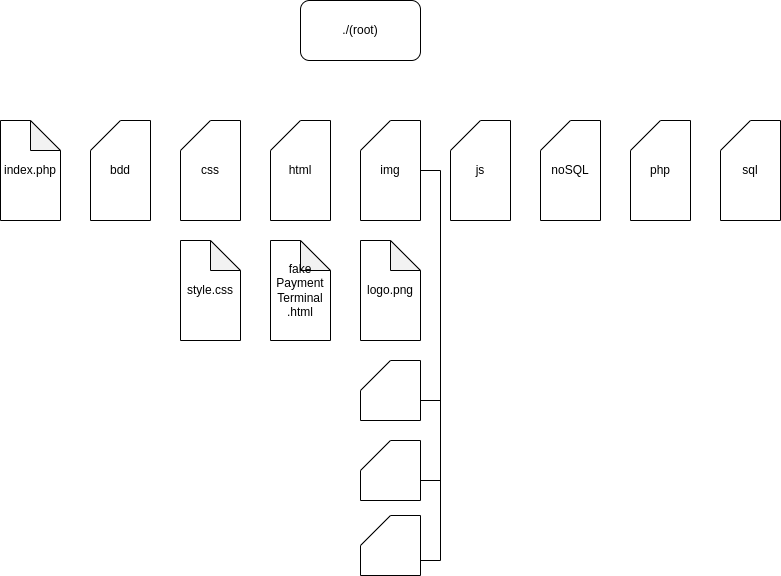 ./(root)
index.php
bdd
css
html
img
js
noSQL
php
sql
style.css
fake
Payment
Terminal
.html
logo.png